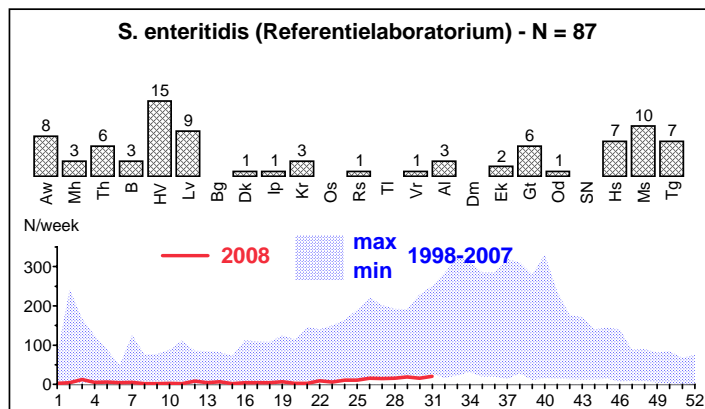 S. enteritidis (Referentielaboratorium) - N = 87
8 3 6 3 15 9 1 1 3 1 1 3 2 6 1 7 10 7
Aw Mh Th B HV Lv Bg Dk Ip Kr Os Rs Tl Vr Al Dm Ek Gt Od SN Hs Ms Tg
N/week
2008
max
min
1998-2007
300
200
100
0
1 4 7 10 13 16 19 22 25 28 31 34 37 40 43 46 49 52